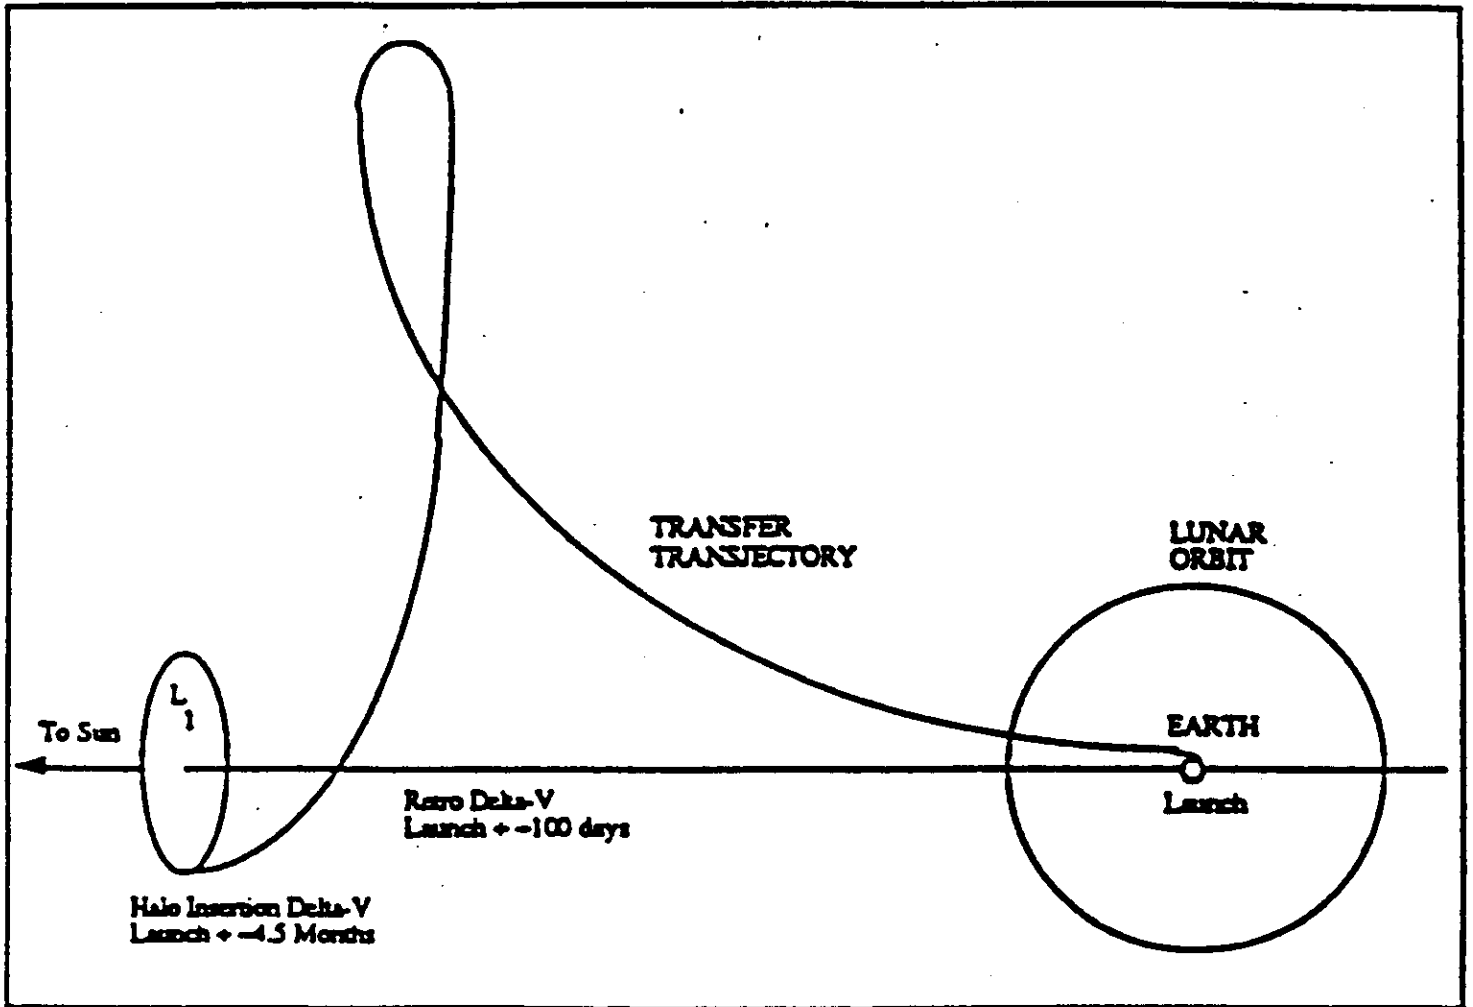 TRANSFER
TRANSJECTORY
LUNAR
ORBIT
L
1
To Sun
EARTH
Launch
Retro Delta-V
Launch + ~100 days
Halo Insertion Delta-V
Launch + ~4.5 Months